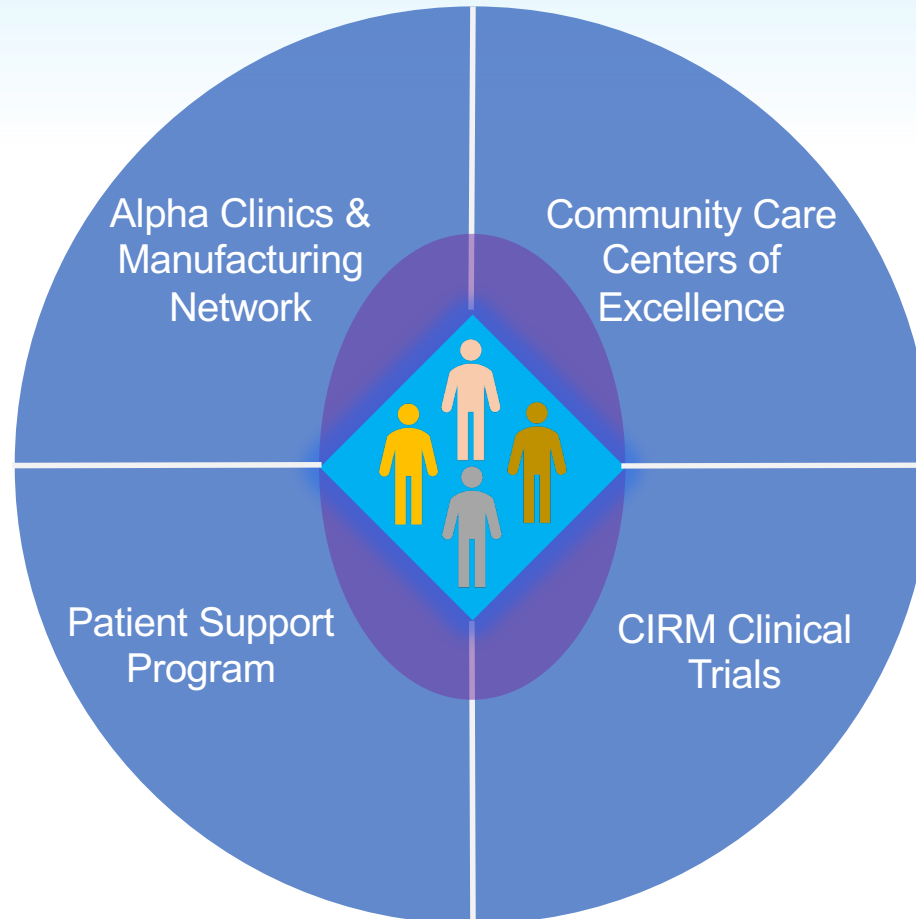 Alpha Clinics &
Manufacturing
Network
Community Care
Centers of
Excellence
Patient Support
Program
CIRM Clinical
Trials